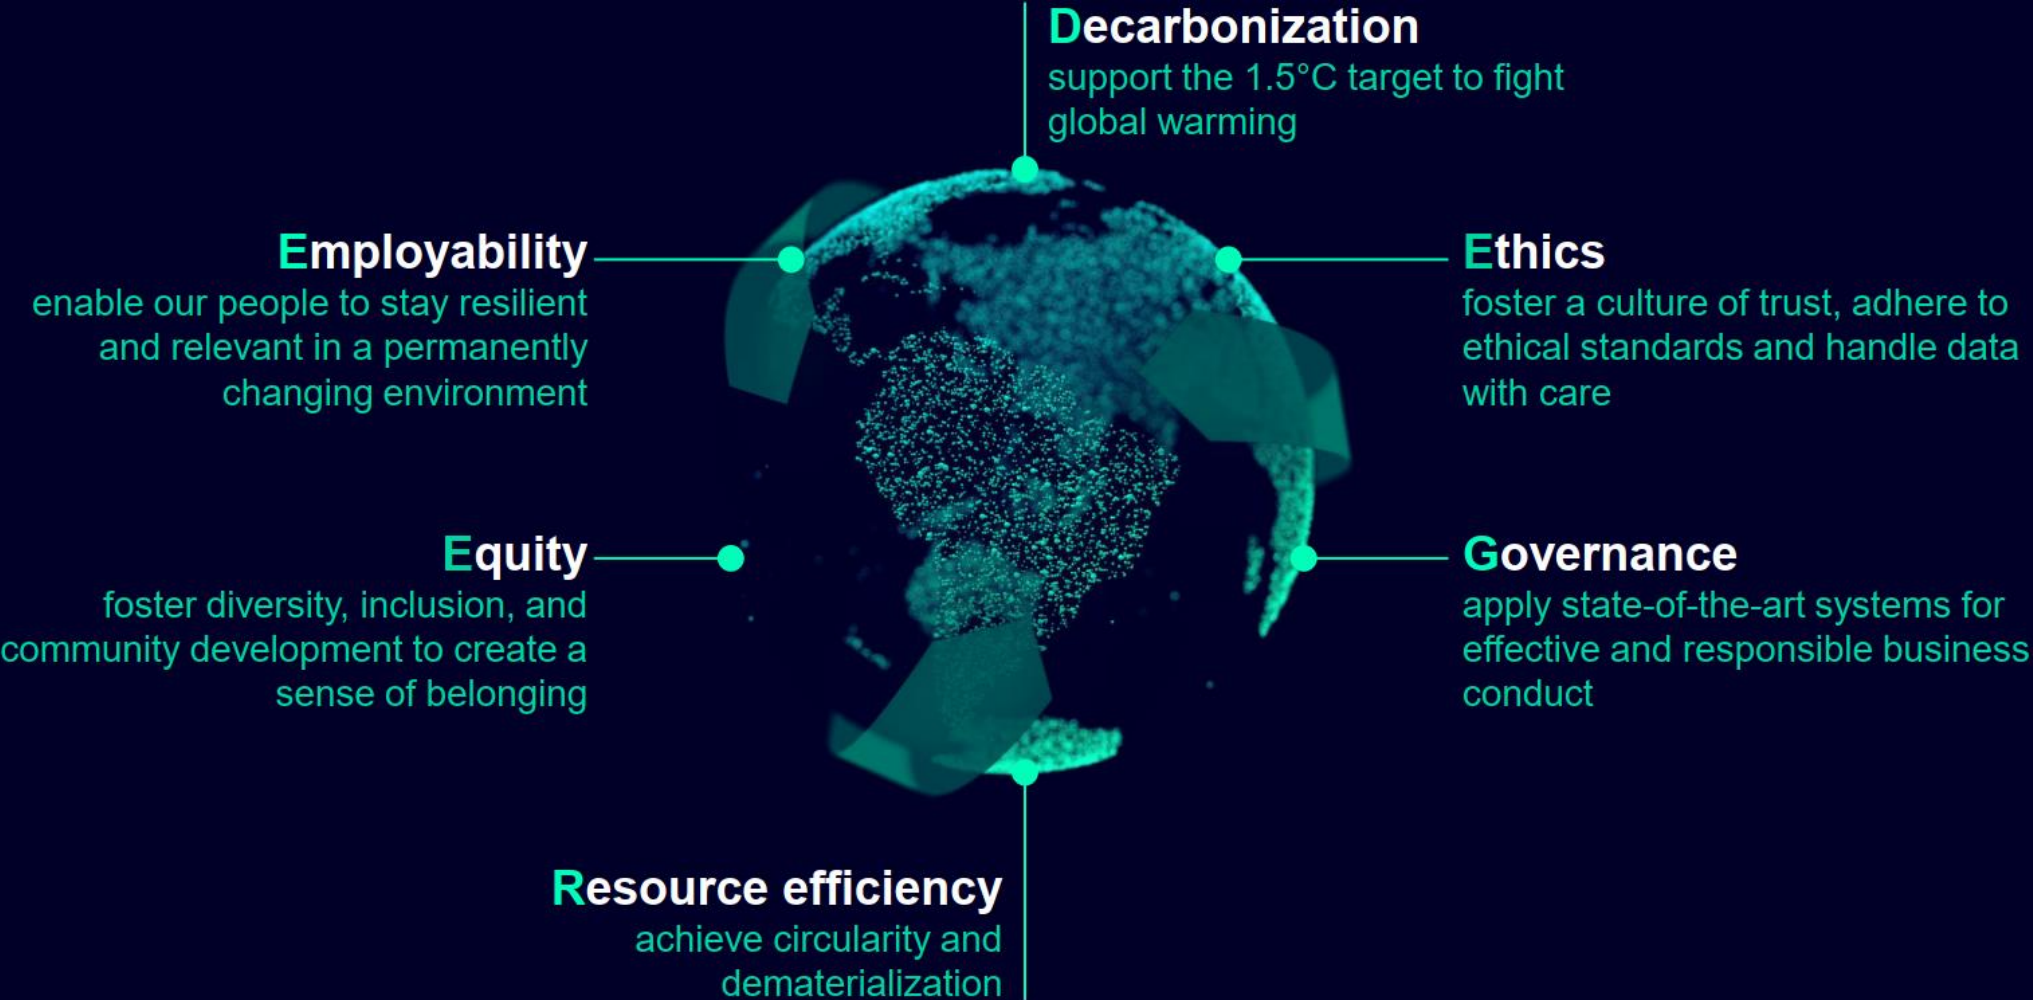 Decarbonization
support the 1.5°C target to fight
global warming
Ethics
foster a culture of trust, adhere to
ethical standards and handle data
with care
Governance
apply state-of-the-art systems for
effective and responsible business
conduct
Resource efficiency
achieve circularity and
dematerialization
Equity
foster diversity, inclusion, and
community development to create a
sense of belonging
Employability
enable our people to stay resilient
and relevant in a permanently
changing environment